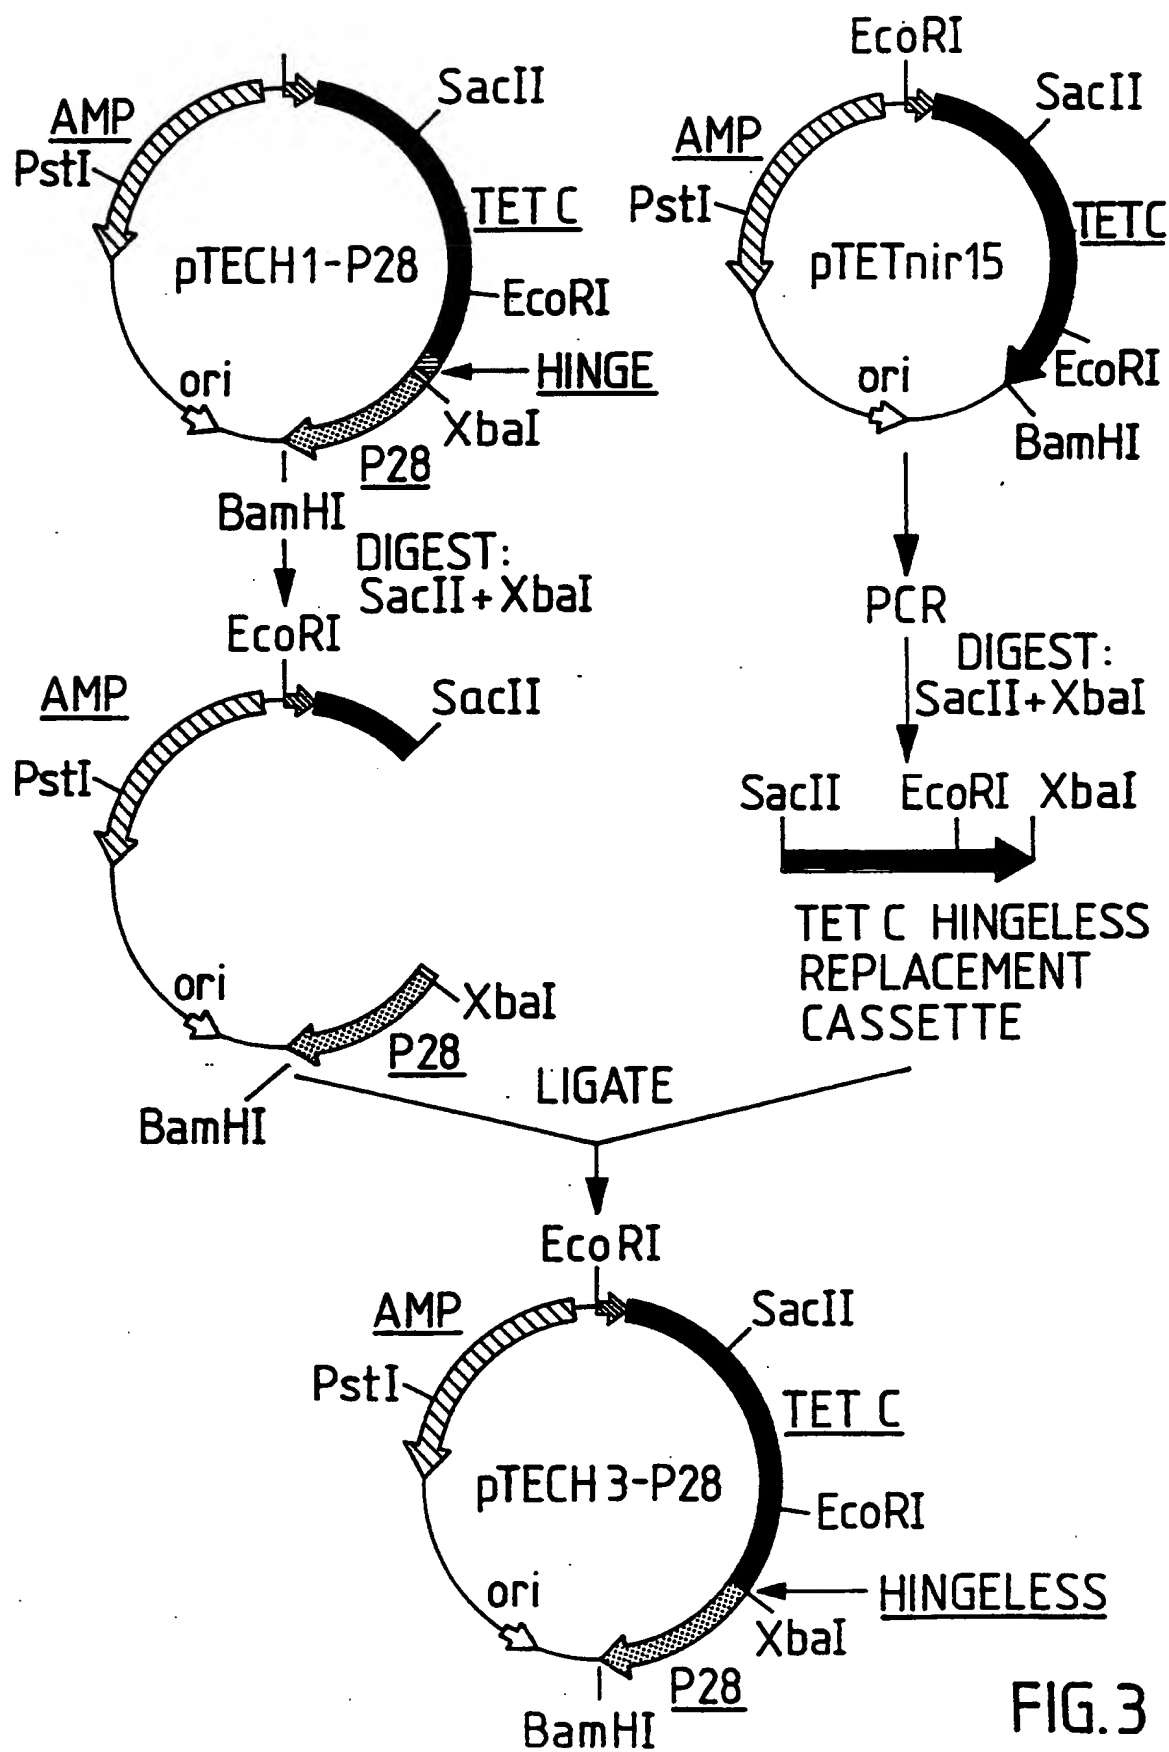 SacII
AMP
PstI
TET C
pTECH1-P28
EcoRI
HINGE
ori
XbaI
P28
BamHI
DIGEST:
SacII+XbaI
EcoRI
SacII
AMP
PstI
TETC
pTETnir15
EcoRI
ori
BamHI
PCR
DIGEST:
SacII+XbaI
EcoRI
AMP
SacII
PstI
ori
XbaI
P28
BamHI
SacII
EcoRI
XbaI
TET C HINGELESS
REPLACEMENT
CASSETTE
LIGATE
EcoRI
AMP
SacII
PstI
TET C
pTECH3-P28
EcoRI
ori
HINGELESS
XbaI
P28
BamHI
FIG.3